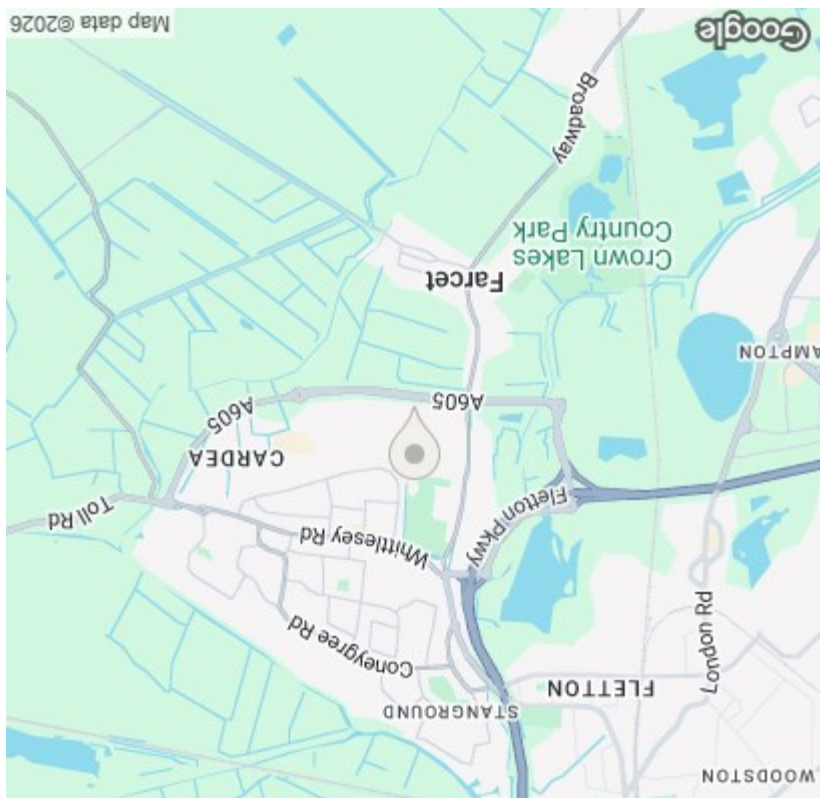 WOODSTON
STANGROUND
FLETTON
London Rd
Coneygree Rd
Whittlesey Rd
Fletton Pkwy
Toll Rd
CARDEA
A605
A605
AMPTON
Farcet
Crown Lakes
Country Park
Broadway
Google
Map data ©2026